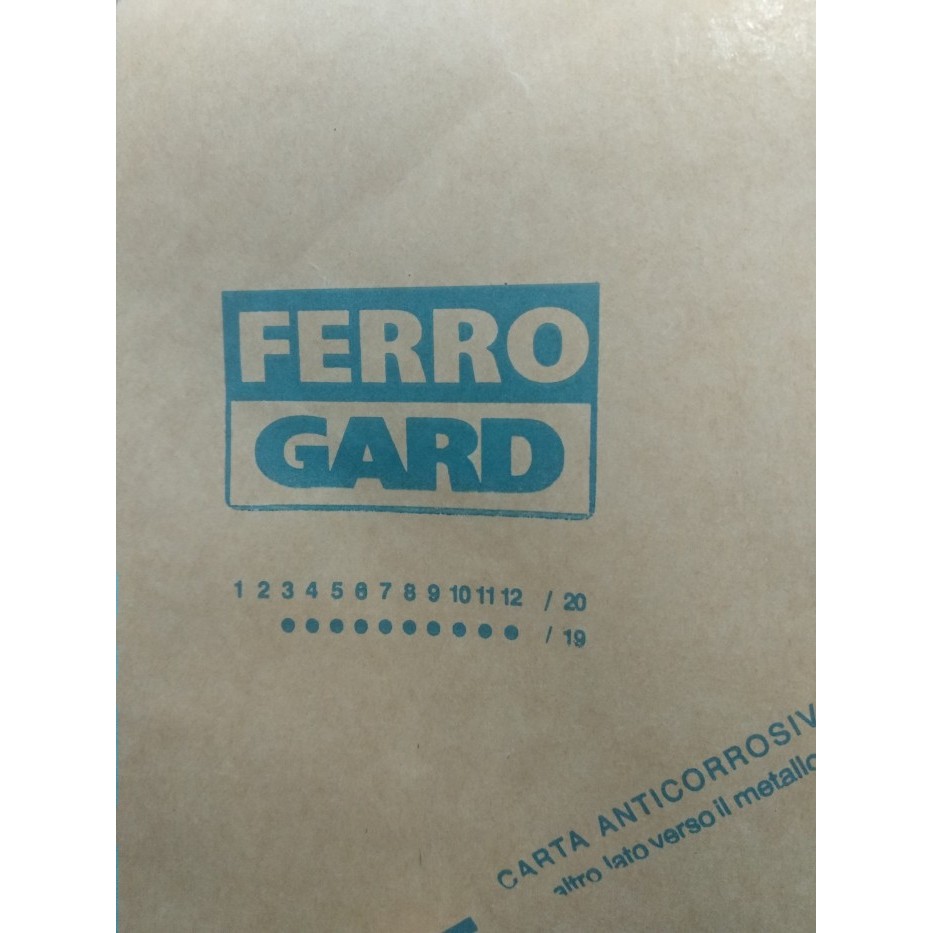 FERRO
GARD
1 2 3 4 5 6 7 8 9 10 11 12 / 20
● ● ● ● ● ● ● ● ● ● / 19
CARTA ANTICORROSIV
altro lato verso il metallo